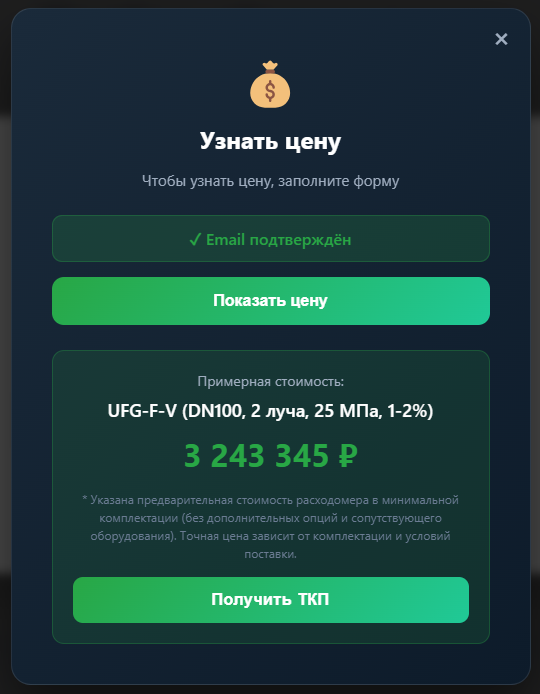 ×
$
Узнать цену
Чтобы узнать цену, заполните форму
✓ Email подтверждён
Показать цену
Примерная стоимость:
UFG-F-V (DN100, 2 луча, 25 МПа, 1-2%)
3 243 345 ₽
* Указана предварительная стоимость расходомера в минимальной
комплектации (без дополнительных опций и сопутствующего
оборудования). Точная цена зависит от комплектации и условий
поставки.
Получить ТКП